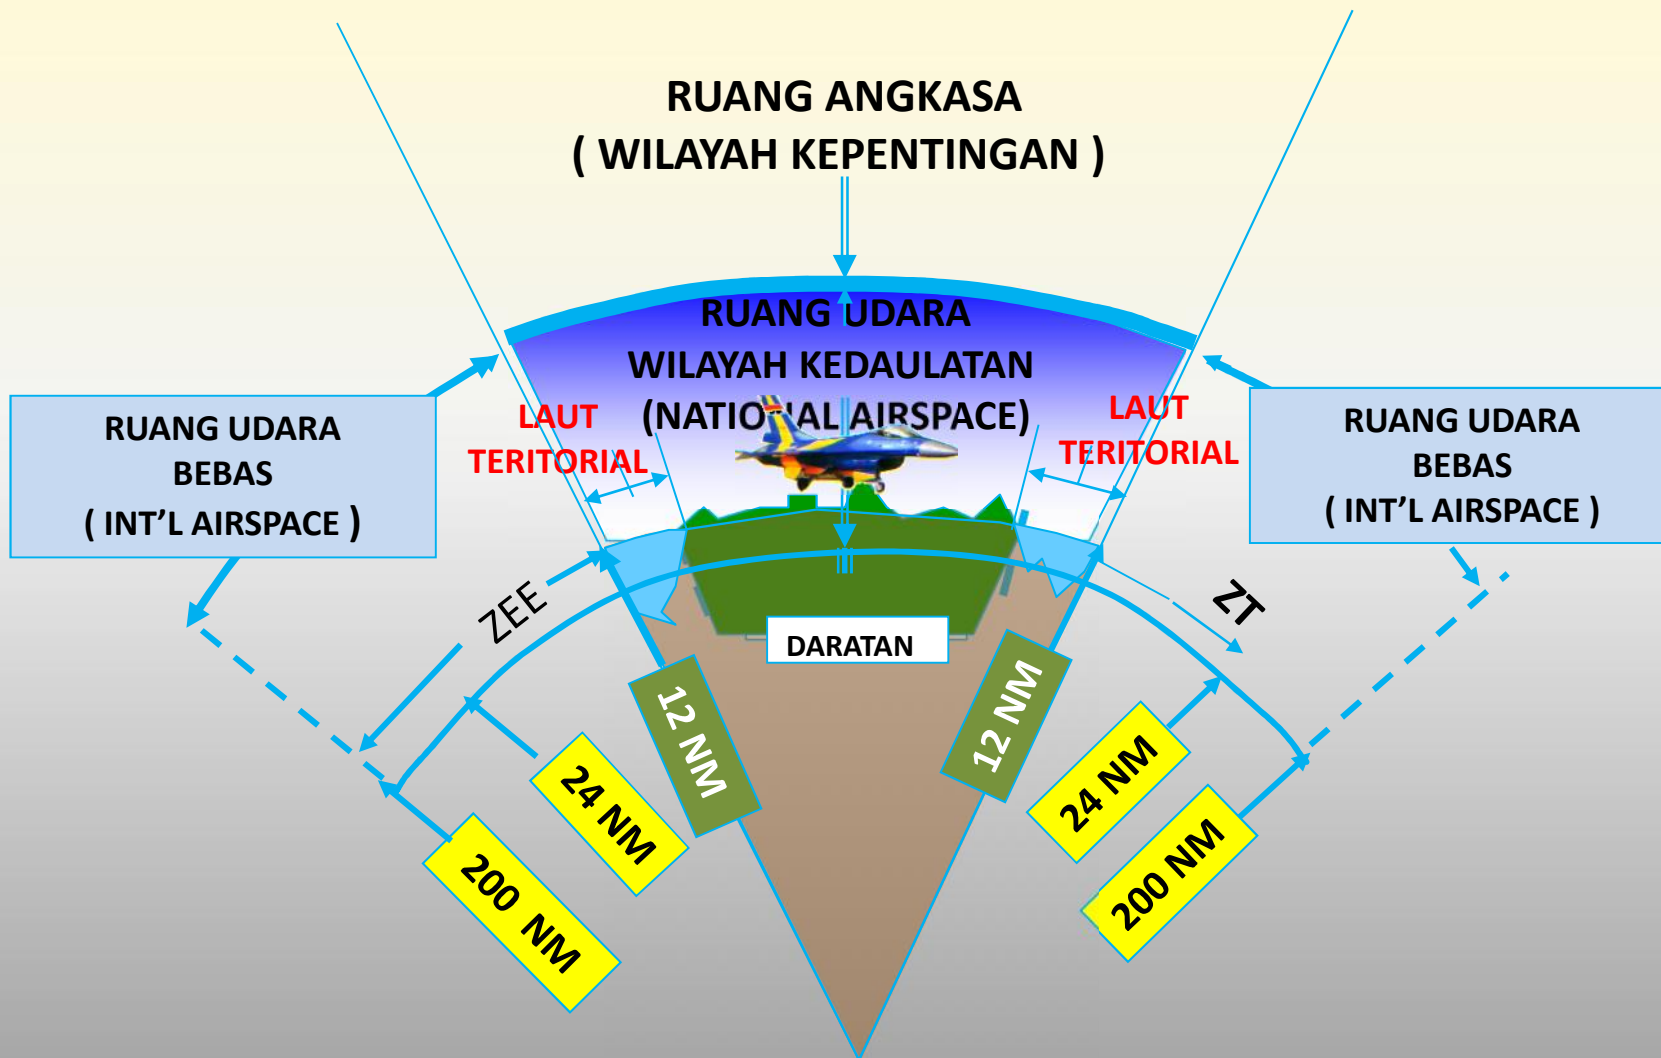 RUANG ANGKASA
( WILAYAH KEPENTINGAN )
RUANG UDARA
WILAYAH KEDAULATAN
(NATIONAL AIRSPACE)
LAUT
TERITORIAL
LAUT
TERITORIAL
RUANG UDARA
BEBAS
( INT’L AIRSPACE )
RUANG UDARA
BEBAS
( INT’L AIRSPACE )
ZEE
ZT
DARATAN
12 NM
12 NM
24 NM
24 NM
200 NM
200 NM